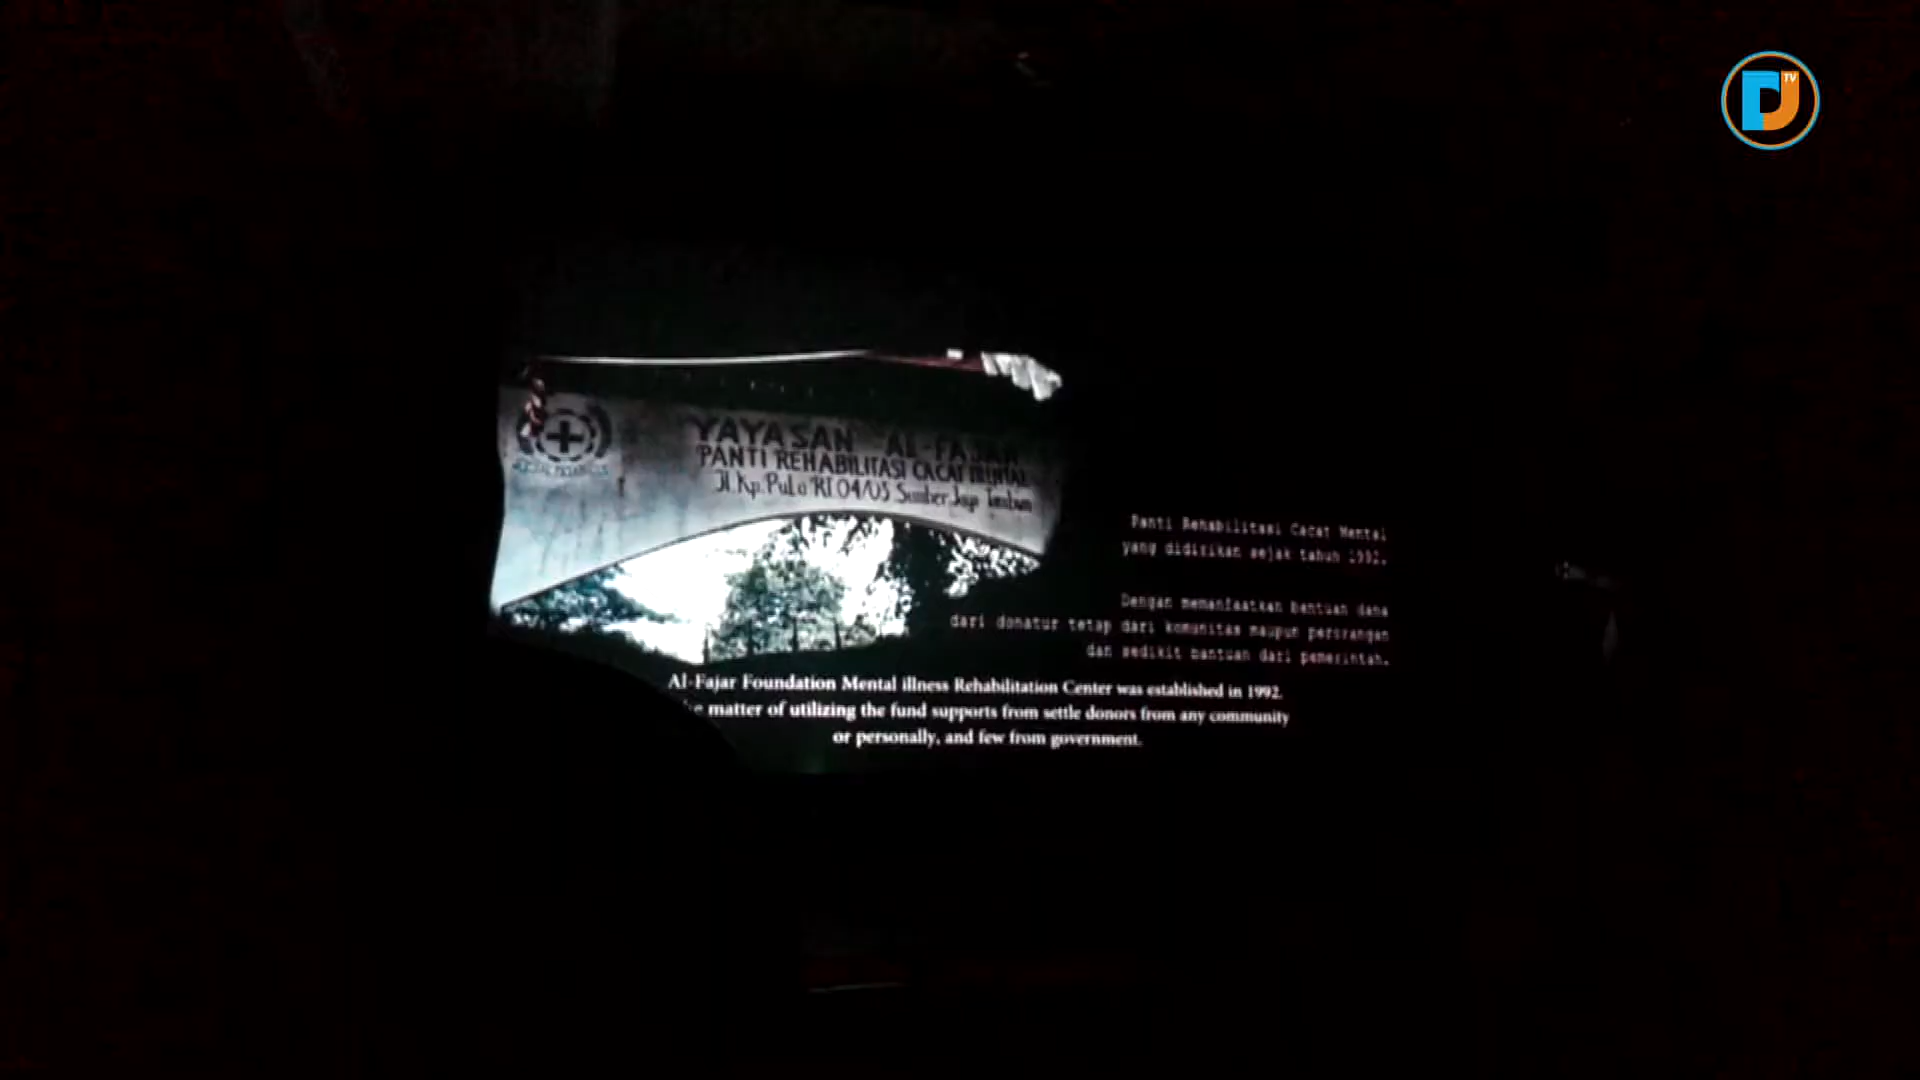 TV
YAYASAN AL-FAJAR
PANTI REHABILITASI CACAT MENTAL
Jl. Kp. Pulo RT 04/05 Sumber Jaya Tambun
Panti Rehabilitasi Cacat Mental
yang didirikan sejak tahun 1992.
Dengan memanfaatkan bantuan dana
dari donatur tetap dari komunitas maupun perorangan
dan sedikit bantuan dari pemerintah.
Al-Fajar Foundation Mental illness Rehabilitation Center was established in 1992.
matter of utilizing the fund supports from settle donors from any community
or personally, and few from government.